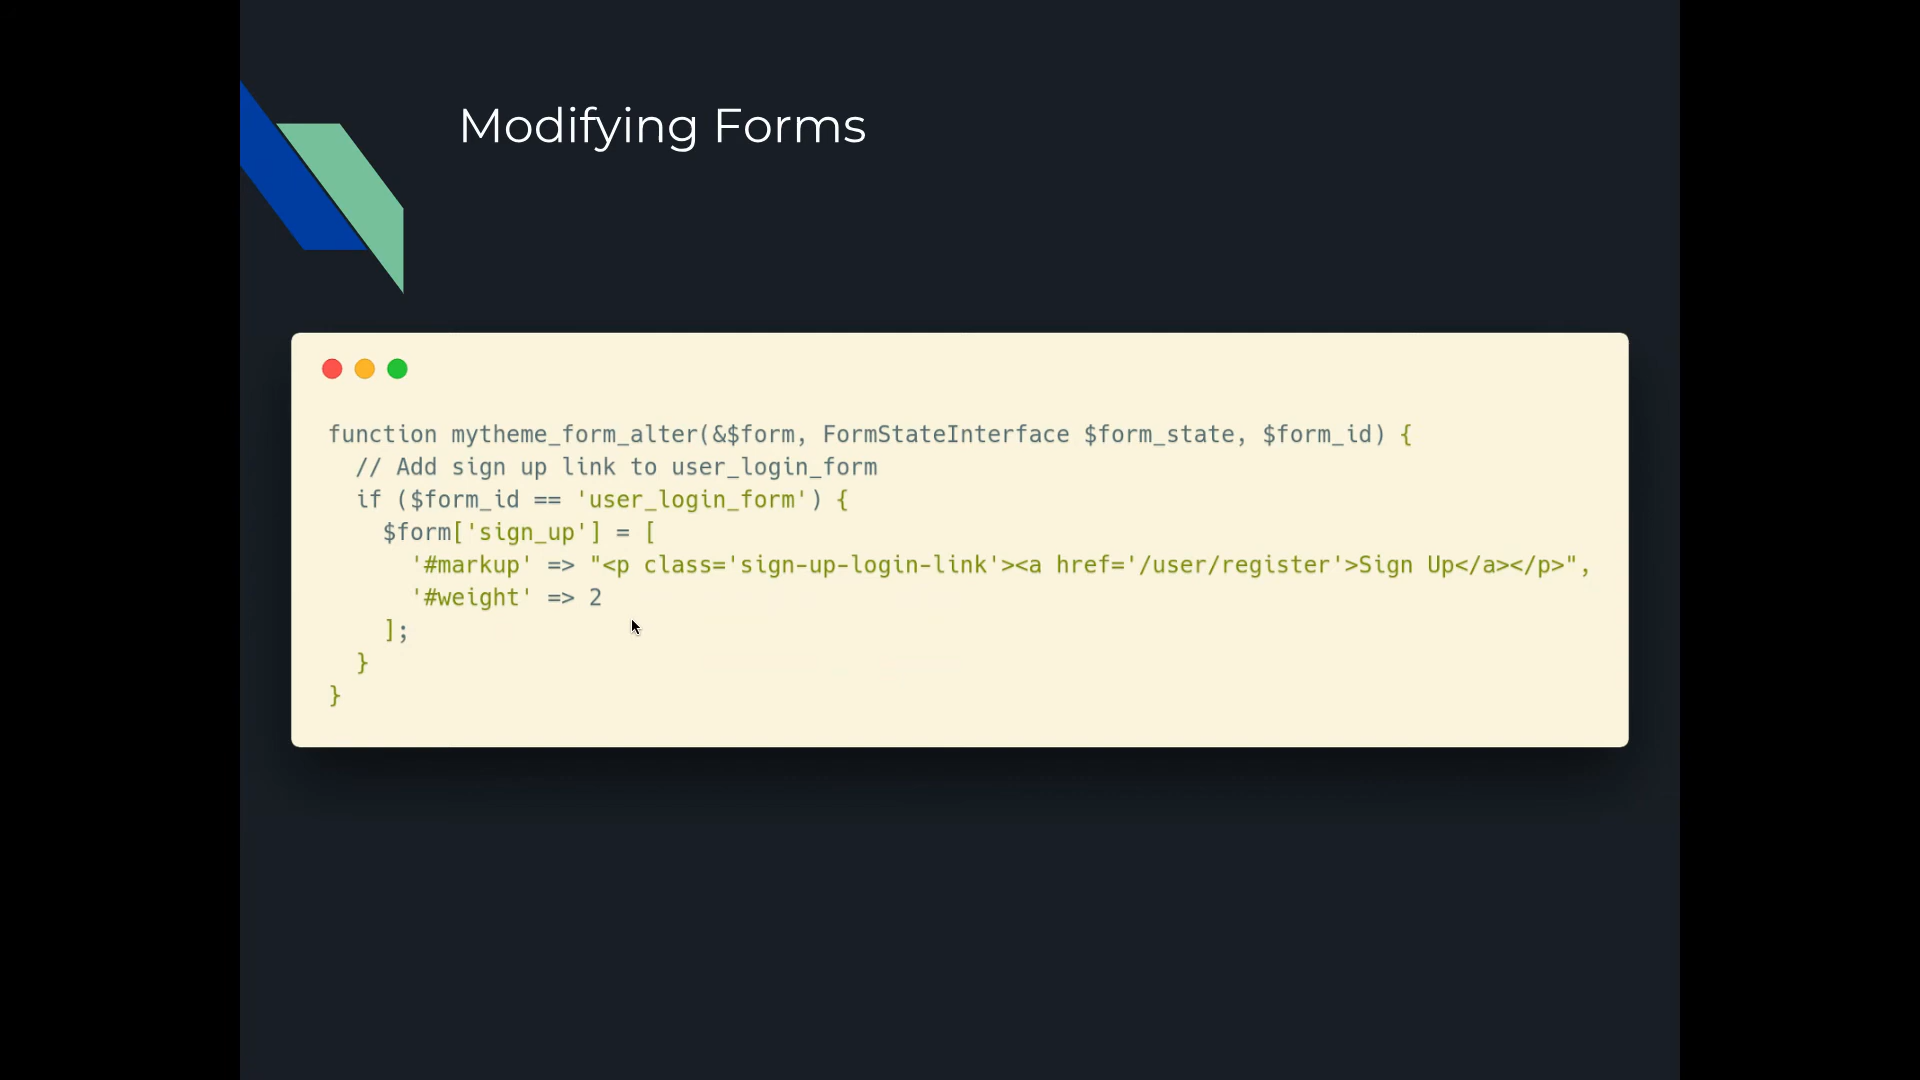 Modifying Forms
function mytheme_form_alter(&$form, FormStateInterface $form_state, $form_id) {
  // Add sign up link to user_login_form
  if ($form_id == 'user_login_form') {
    $form['sign_up'] = [
      '#markup' => "<p class='sign-up-login-link'><a href='/user/register'>Sign Up</a></p>",
      '#weight' => 2
    ];
  }
}